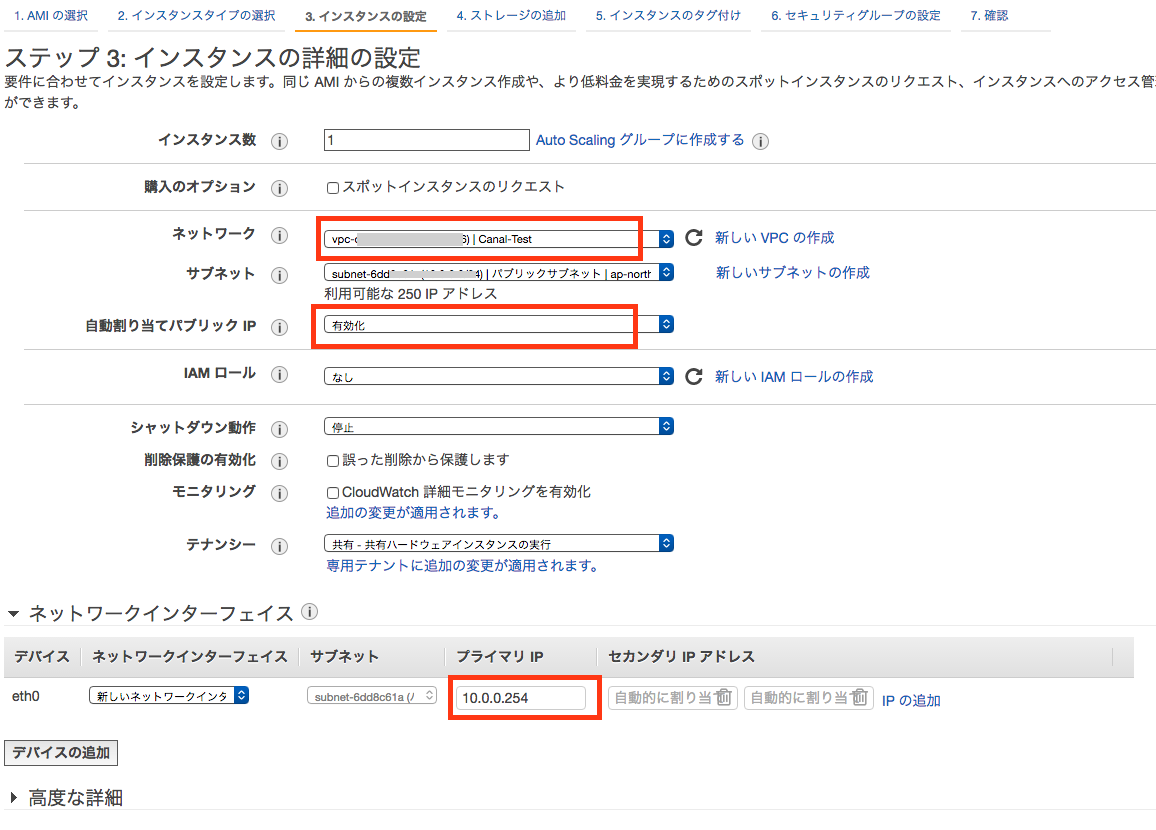 1. AMI の選択 2. インスタンスタイプの選択 3. インスタンスの設定 4. ストレージの追加 5. インスタンスのタグ付け 6. セキュリティグループの設定 7. 確認
ステップ 3: インスタンスの詳細の設定
要件に合わせてインスタンスを設定します。同じ AMI からの複数インスタンス作成や、より低料金を実現するためのスポットインスタンスのリクエスト、インスタンスへのアクセス管
ができます。
インスタンス数 1 Auto Scaling グループに作成する
購入のオプション スポットインスタンスのリクエスト
ネットワーク vpc- 6) | Canal-Test 新しい VPC の作成
サブネット subnet-6dd | パブリックサブネット | ap-north 新しいサブネットの作成
利用可能な 250 IP アドレス
自動割り当てパブリック IP 有効化
IAM ロール なし 新しい IAM ロールの作成
シャットダウン動作 停止
削除保護の有効化 誤った削除から保護します
モニタリング CloudWatch 詳細モニタリングを有効化
追加の変更が適用されます。
テナンシー 共有 - 共有ハードウェアインスタンスの実行
専用テナントに追加の変更が適用されます。
ネットワークインターフェイス
デバイス ネットワークインターフェイス サブネット プライマリ IP セカンダリ IP アドレス
eth0 新しいネットワークインタ subnet-6dd8c61a (/ 10.0.0.254 自動的に割り当 自動的に割り当 IP の追加
デバイスの追加
高度な詳細